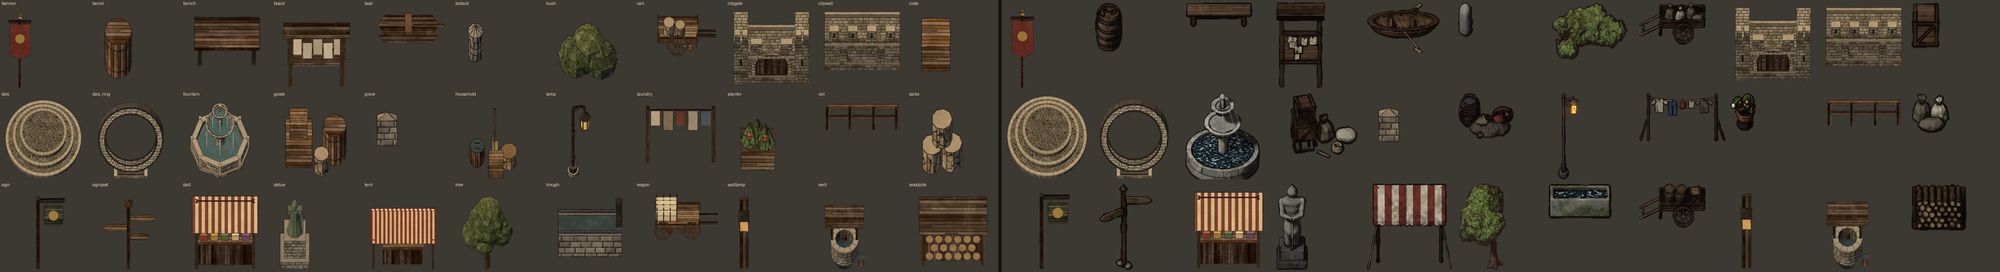 banner barrel bench board boat bollard bush cart citygate citywall crate
dais dais_ring fountain goods grave household lamp laundry planter rail sacks
sign signpost stall statue tent tree trough wagon walllamp well woodpile